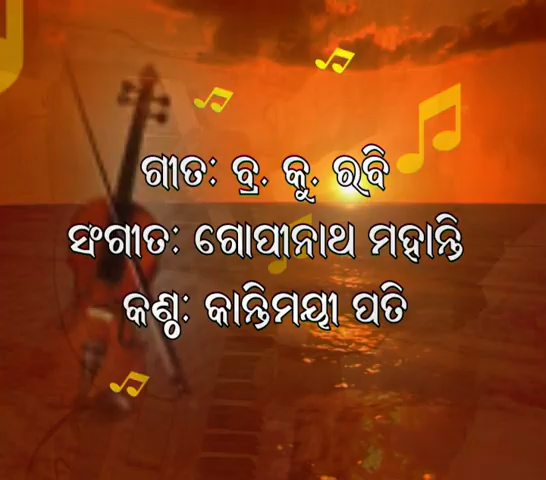 ଗୀତ: ବ୍ର. କୁ. ରବି
ସଂଗୀତ: ଗୋପୀନାଥ ମହାନ୍ତି
କଣ୍ଠ: କାନ୍ତିମୟୀ ପତି